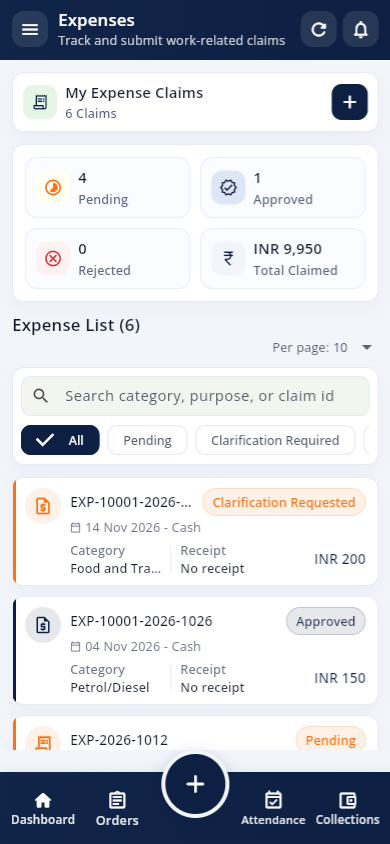 Expenses
Track and submit work-related claims
My Expense Claims
6 Claims
4
Pending
1
Approved
0
Rejected
₹
INR 9,950
Total Claimed
Expense List (6)
Per page: 10
Search category, purpose, or claim id
All
Pending
Clarification Required
EXP-10001-2026-...
Clarification Requested
14 Nov 2026 - Cash
Category
Food and Tra...
Receipt
No receipt
INR 200
EXP-10001-2026-1026
Approved
04 Nov 2026 - Cash
Category
Petrol/Diesel
Receipt
No receipt
INR 150
EXP-2026-1012
Pending
Dashboard
Orders
Attendance
Collections